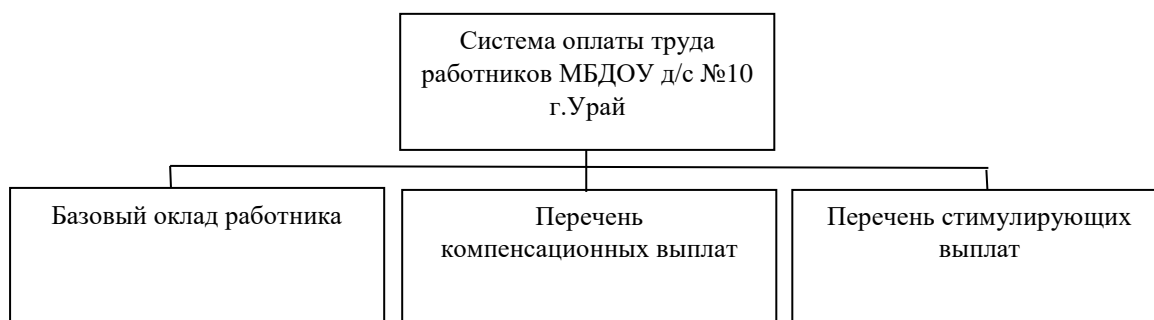 Система оплаты труда
работников МБДОУ д/с №10
г.Урай
Базовый оклад работника
Перечень
компенсационных выплат
Перечень стимулирующих
выплат